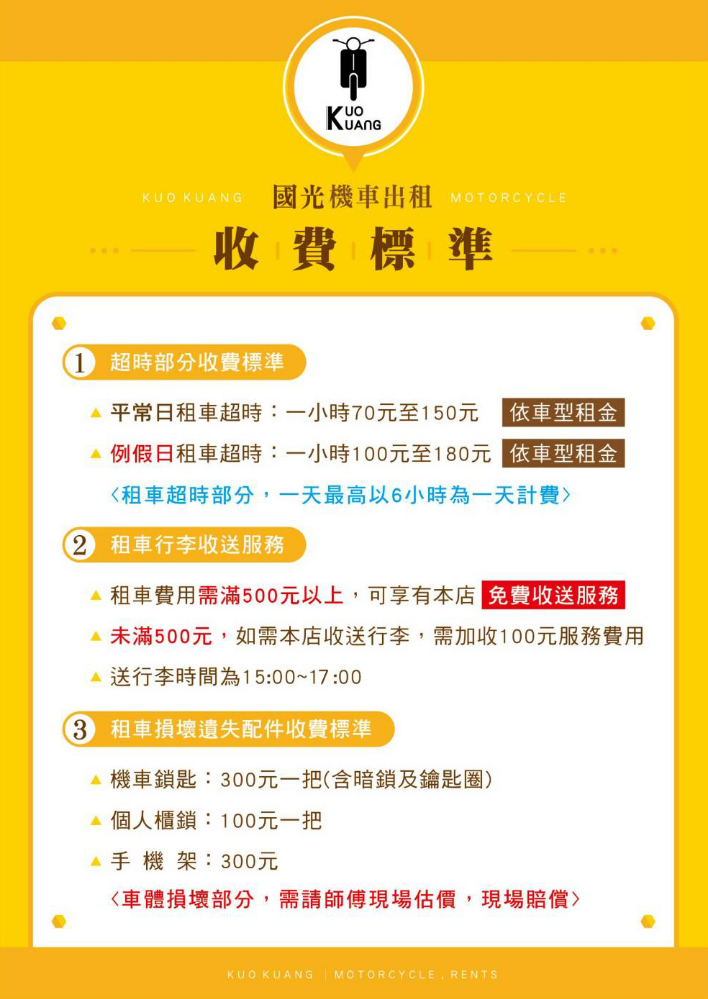 KUO KUANG
KUO KUANG 國光機車出租 MOTORCYCLE
收費標準
1 超時部分收費標準
平常日租車超時：一小時70元至150元 依車型租金
例假日租車超時：一小時100元至180元 依車型租金
〈租車超時部分，一天最高以6小時為一天計費〉
2 租車行李收送服務
租車費用需滿500元以上，可享有本店 免費收送服務
未滿500元，如需本店收送行李，需加收100元服務費用
送行李時間為15:00~17:00
3 租車損壞遺失配件收費標準
機車鎖匙：300元一把(含暗鎖及鑰匙圈)
個人櫃鎖：100元一把
手 機 架：300元
〈車體損壞部分，需請師傅現場估價，現場賠償〉
KUO KUANG | MOTORCYCLE . RENTS